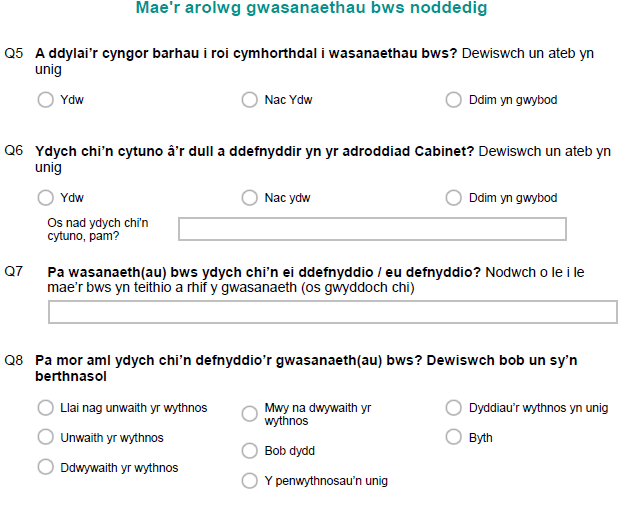 Mae'r arolwg gwasanaethau bws noddedig
Q5 A ddylai'r cyngor barhau i roi cymhorthdal i wasanaethau bws? Dewiswch un ateb yn
unig
Ydw Nac Ydw Ddim yn gwybod
Q6 Ydych chi'n cytuno â'r dull a ddefnyddir yn yr adroddiad Cabinet? Dewiswch un ateb yn
unig
Ydw Nac ydw Ddim yn gwybod
Os nad ydych chi'n
cytuno, pam?
Q7 Pa wasanaeth(au) bws ydych chi'n ei ddefnyddio / eu defnyddio? Nodwch o le i le
mae'r bws yn teithio a rhif y gwasanaeth (os gwyddoch chi)
Q8 Pa mor aml ydych chi'n defnyddio'r gwasanaeth(au) bws? Dewiswch bob un sy'n
berthnasol
Llai nag unwaith yr wythnos
Unwaith yr wythnos
Ddwywaith yr wythnos
Mwy na dwywaith yr
wythnos
Bob dydd
Y penwythnosau'n unig
Dyddiau'r wythnos yn unig
Byth